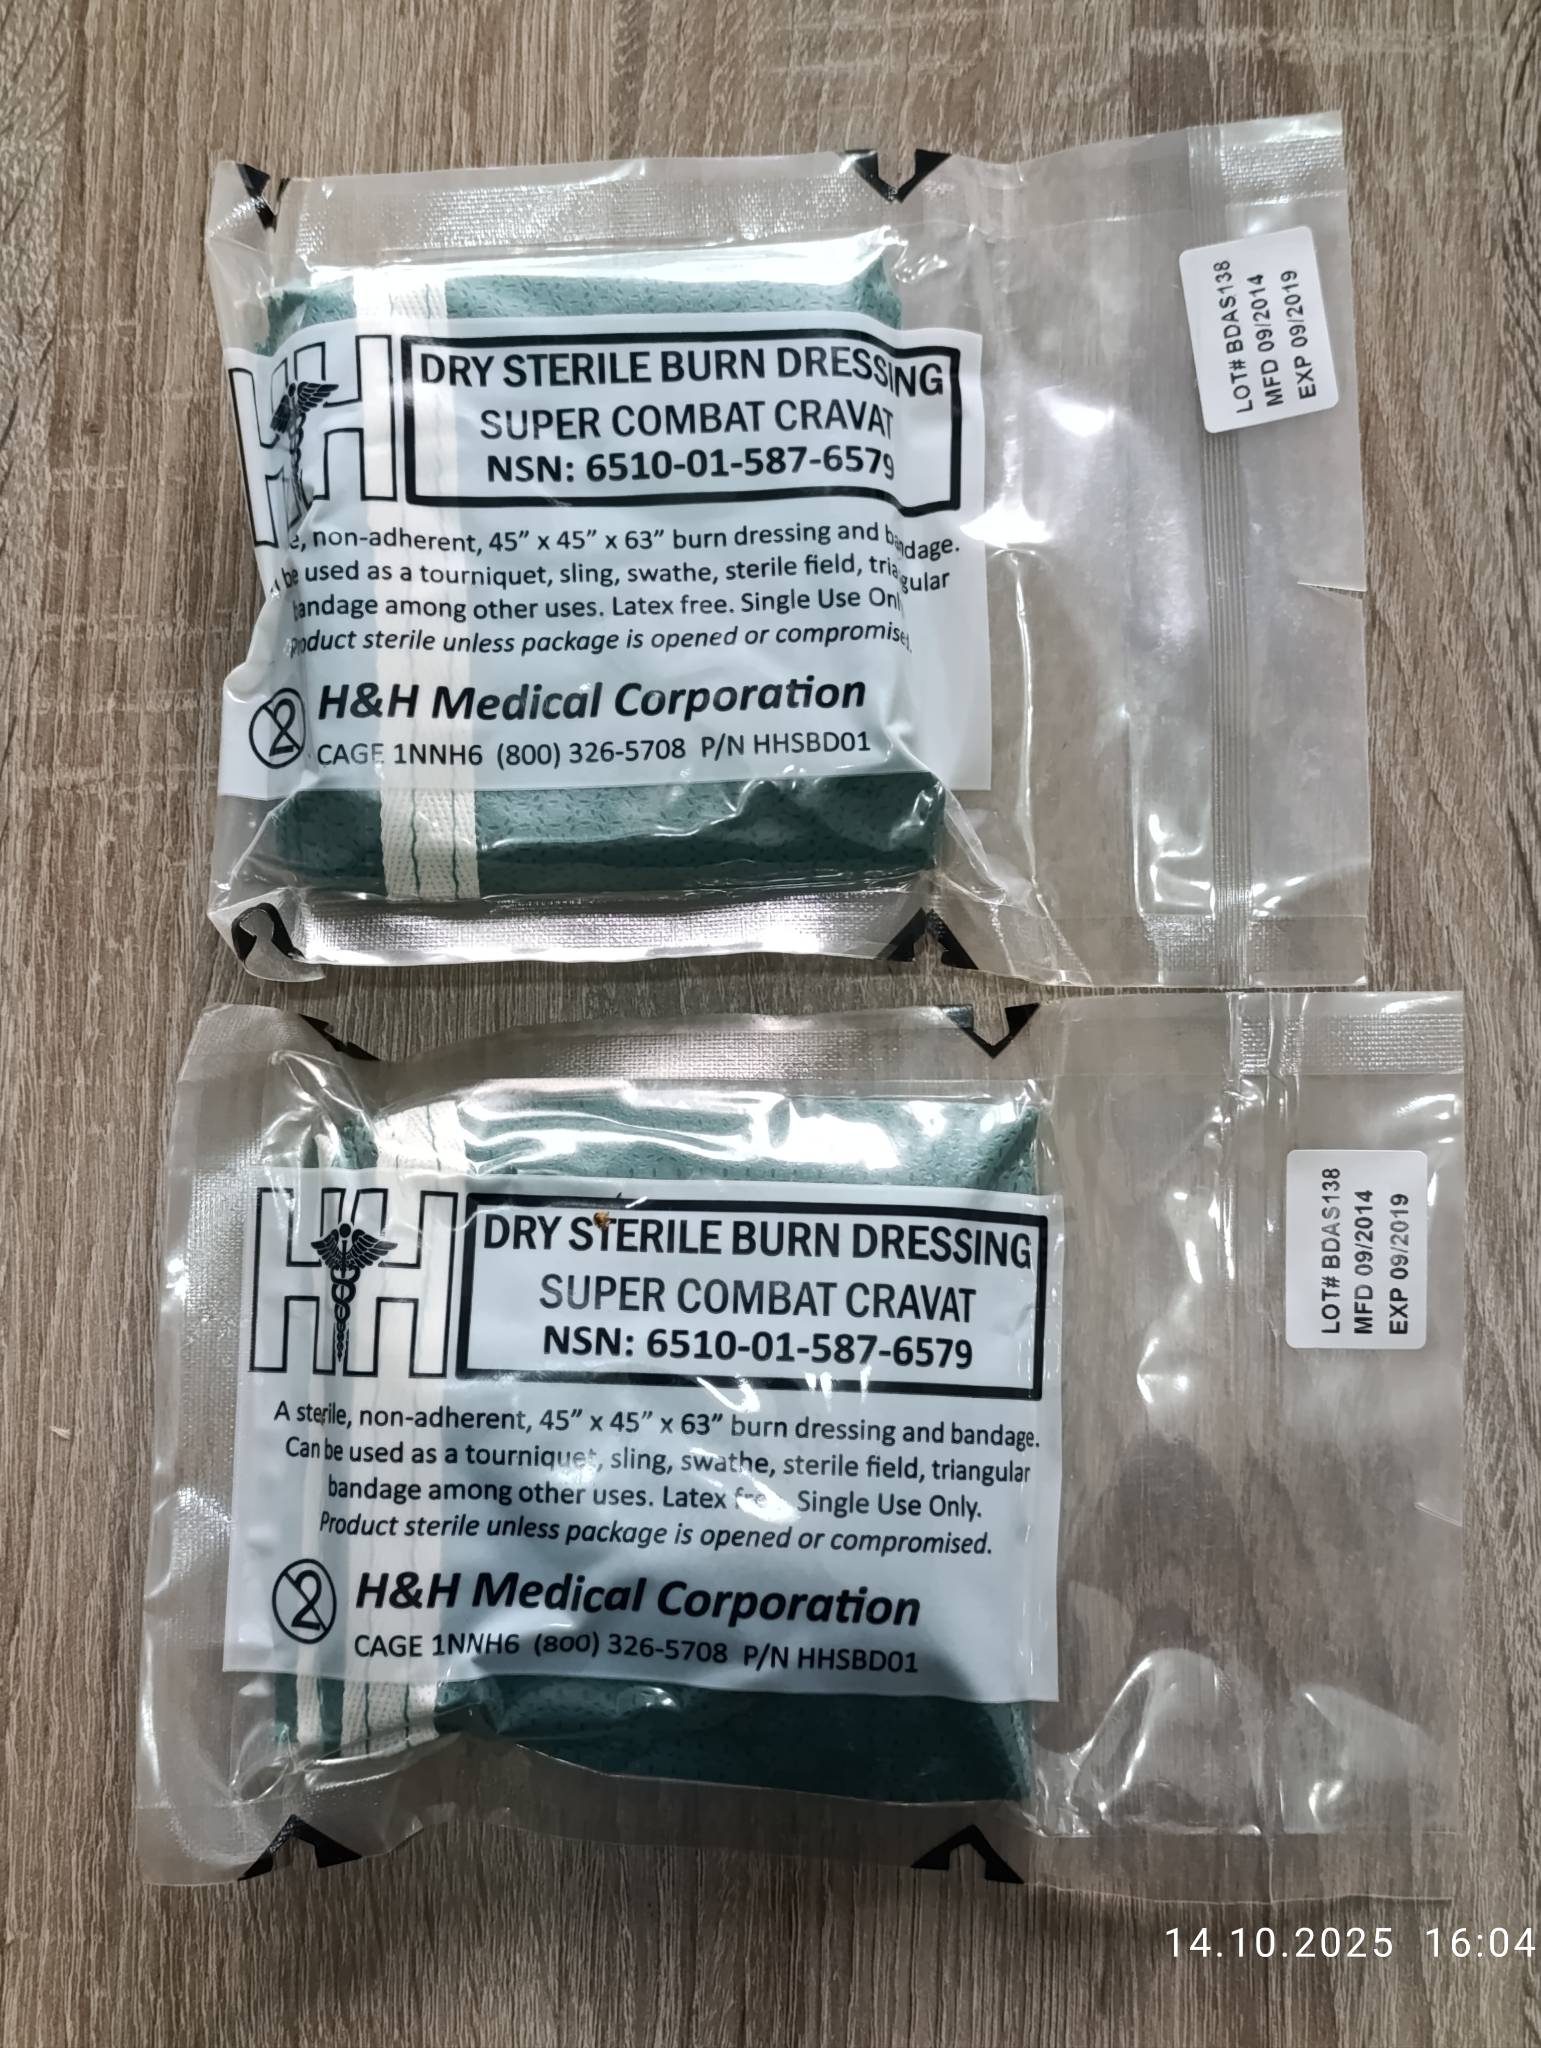 HH
DRY STERILE BURN DRESSING
SUPER COMBAT CRAVAT
NSN: 6510-01-587-6579
e, non-adherent, 45” x 45” x 63” burn dressing and bandage.
be used as a tourniquet, sling, swathe, sterile field, triangular
bandage among other uses. Latex free. Single Use Onl
Product sterile unless package is opened or compromise
2
H&H Medical Corporation
CAGE 1NNH6 (800) 326-5708 P/N HHSBD01
LOT# BDAS138
MFD 09/2014
EXP 09/2019
HH
DRY STERILE BURN DRESSING
SUPER COMBAT CRAVAT
NSN: 6510-01-587-6579
A sterile, non-adherent, 45” x 45” x 63” burn dressing and bandage.
Can be used as a tourniquet, sling, swathe, sterile field, triangular
bandage among other uses. Latex free. Single Use Only.
Product sterile unless package is opened or compromised.
2
H&H Medical Corporation
CAGE 1NNH6 (800) 326-5708 P/N HHSBD01
LOT# BDAS138
MFD 09/2014
EXP 09/2019
14.10.2025 16:04